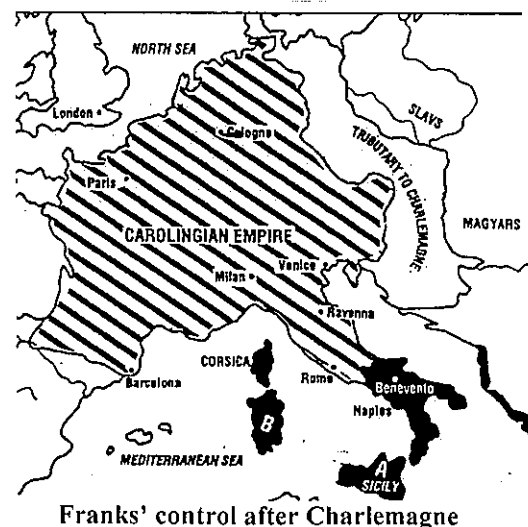 NORTH SEA
London
SLAVS
Cologne
TRIBUTARY TO CHARLEMAGNE
Paris
MAGYARS
CAROLINGIAN EMPIRE
Venice
Milan
Ravenna
CORSICA
Rome
Benevento
Barcelona
Naples
B
MEDITERRANEAN SEA
A
SICILY
Franks' control after Charlemagne